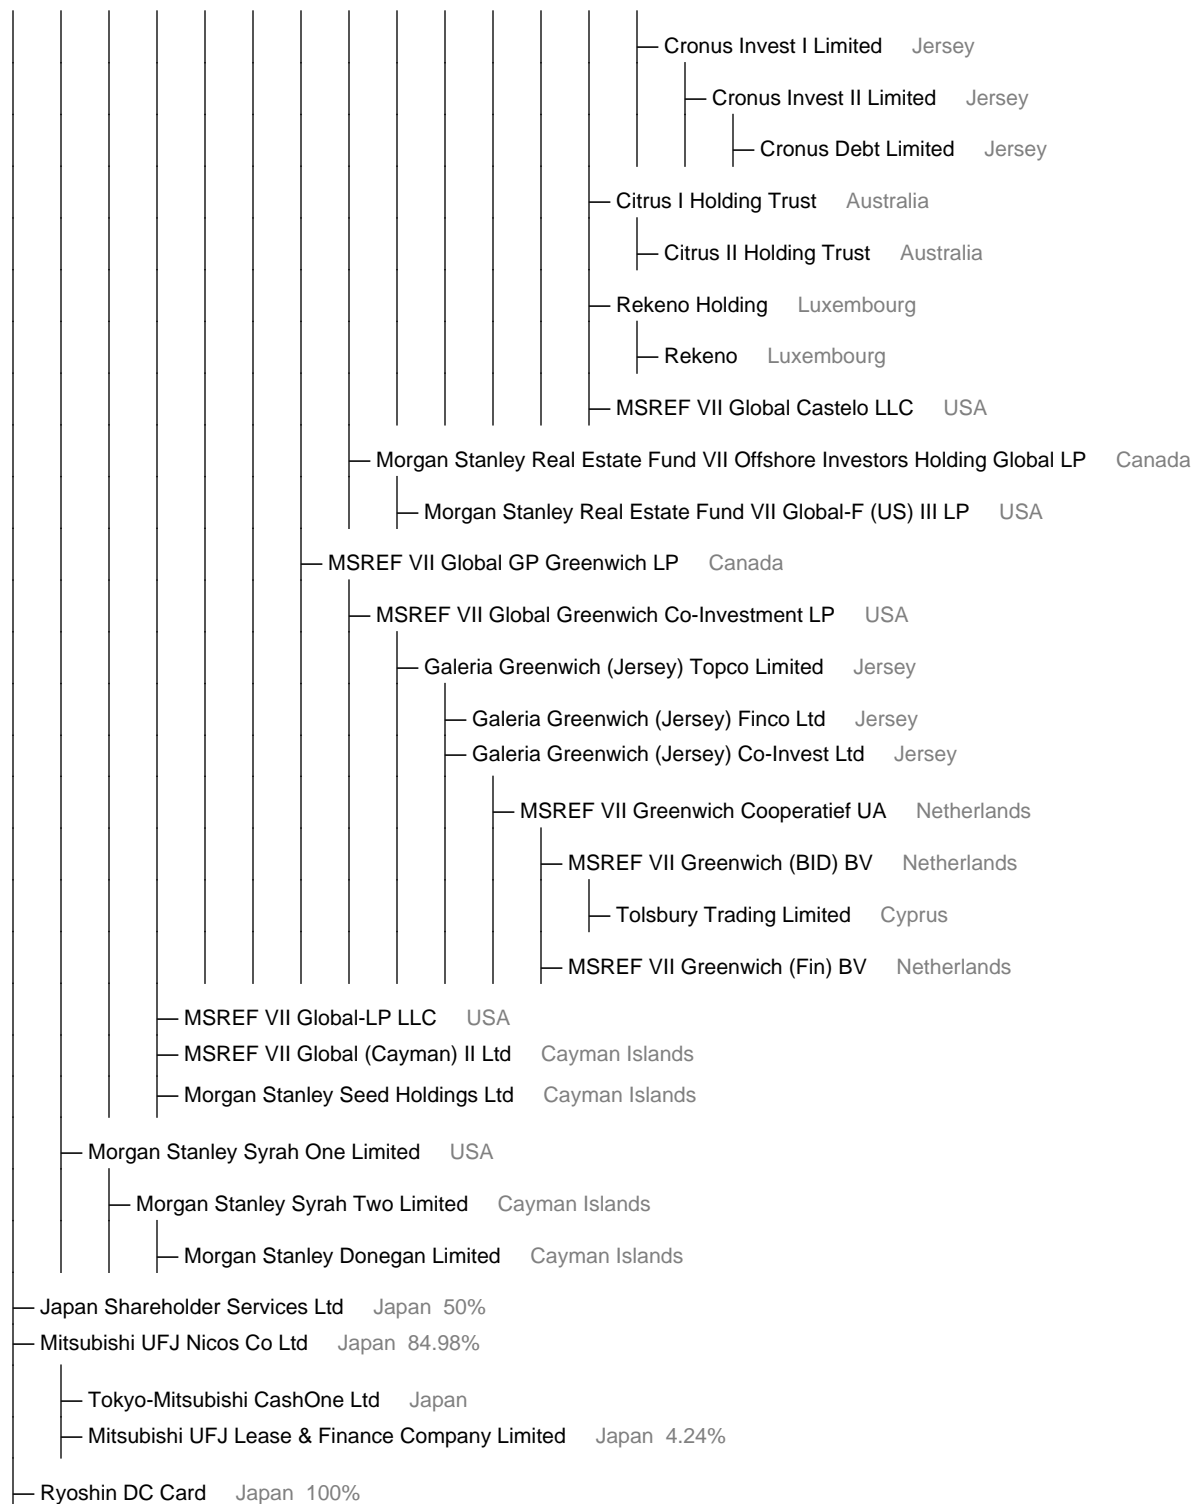 Cronus Invest I Limited Jersey
Cronus Invest II Limited Jersey
Cronus Debt Limited Jersey
Citrus I Holding Trust Australia
Citrus II Holding Trust Australia
Rekeno Holding Luxembourg
Rekeno Luxembourg
MSREF VII Global Castelo LLC USA
Morgan Stanley Real Estate Fund VII Offshore Investors Holding Global LP Canada
Morgan Stanley Real Estate Fund VII Global-F (US) III LP USA
MSREF VII Global GP Greenwich LP Canada
MSREF VII Global Greenwich Co-Investment LP USA
Galeria Greenwich (Jersey) Topco Limited Jersey
Galeria Greenwich (Jersey) Finco Ltd Jersey
Galeria Greenwich (Jersey) Co-Invest Ltd Jersey
MSREF VII Greenwich Cooperatief UA Netherlands
MSREF VII Greenwich (BID) BV Netherlands
Tolsbury Trading Limited Cyprus
MSREF VII Greenwich (Fin) BV Netherlands
MSREF VII Global-LP LLC USA
MSREF VII Global (Cayman) II Ltd Cayman Islands
Morgan Stanley Seed Holdings Ltd Cayman Islands
Morgan Stanley Syrah One Limited USA
Morgan Stanley Syrah Two Limited Cayman Islands
Morgan Stanley Donegan Limited Cayman Islands
Japan Shareholder Services Ltd Japan 50%
Mitsubishi UFJ Nicos Co Ltd Japan 84.98%
Tokyo-Mitsubishi CashOne Ltd Japan
Mitsubishi UFJ Lease & Finance Company Limited Japan 4.24%
Ryoshin DC Card Japan 100%